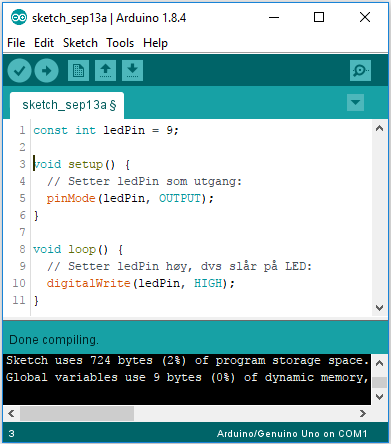 sketch_sep13a | Arduino 1.8.4
File Edit Sketch Tools Help
sketch_sep13a §
1 const int ledPin = 9;
2
3 void setup() {
4 // Setter ledPin som utgang:
5 pinMode(ledPin, OUTPUT);
6 }
7
8 void loop() {
9 // Setter ledPin høy, dvs slår på LED:
10 digitalWrite(ledPin, HIGH);
11 }
Done compiling.
Sketch uses 724 bytes (2%) of program storage space.
Global variables use 9 bytes (0%) of dynamic memory,
3 Arduino/Genuino Uno on COM1